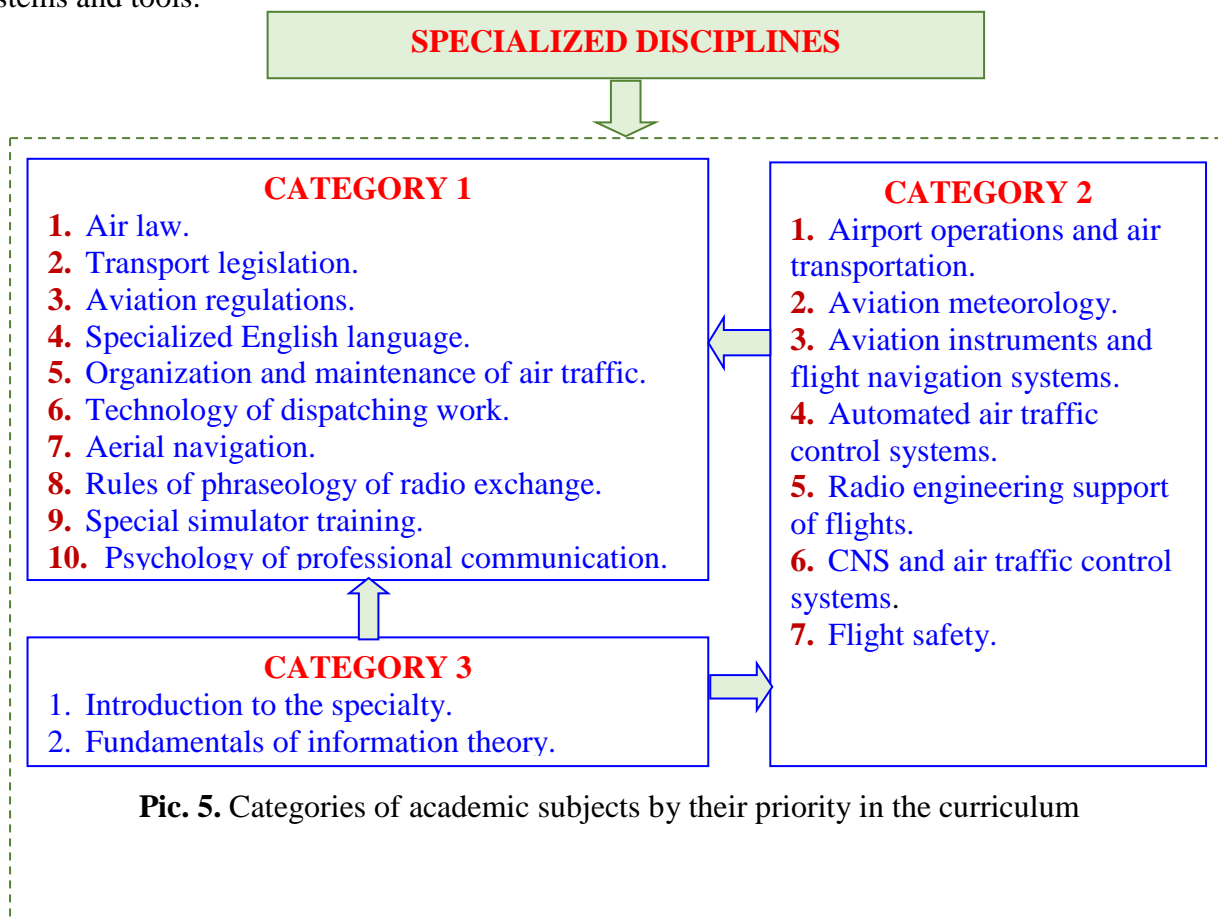 stems and tools.
SPECIALIZED DISCIPLINES
CATEGORY 1
1. Air law.
2. Transport legislation.
3. Aviation regulations.
4. Specialized English language.
5. Organization and maintenance of air traffic.
6. Technology of dispatching work.
7. Aerial navigation.
8. Rules of phraseology of radio exchange.
9. Special simulator training.
10. Psychology of professional communication.
CATEGORY 2
1. Airport operations and air
transportation.
2. Aviation meteorology.
3. Aviation instruments and
flight navigation systems.
4. Automated air traffic
control systems.
5. Radio engineering support
of flights.
6. CNS and air traffic control
systems.
7. Flight safety.
CATEGORY 3
1. Introduction to the specialty.
2. Fundamentals of information theory.
Pic. 5. Categories of academic subjects by their priority in the curriculum